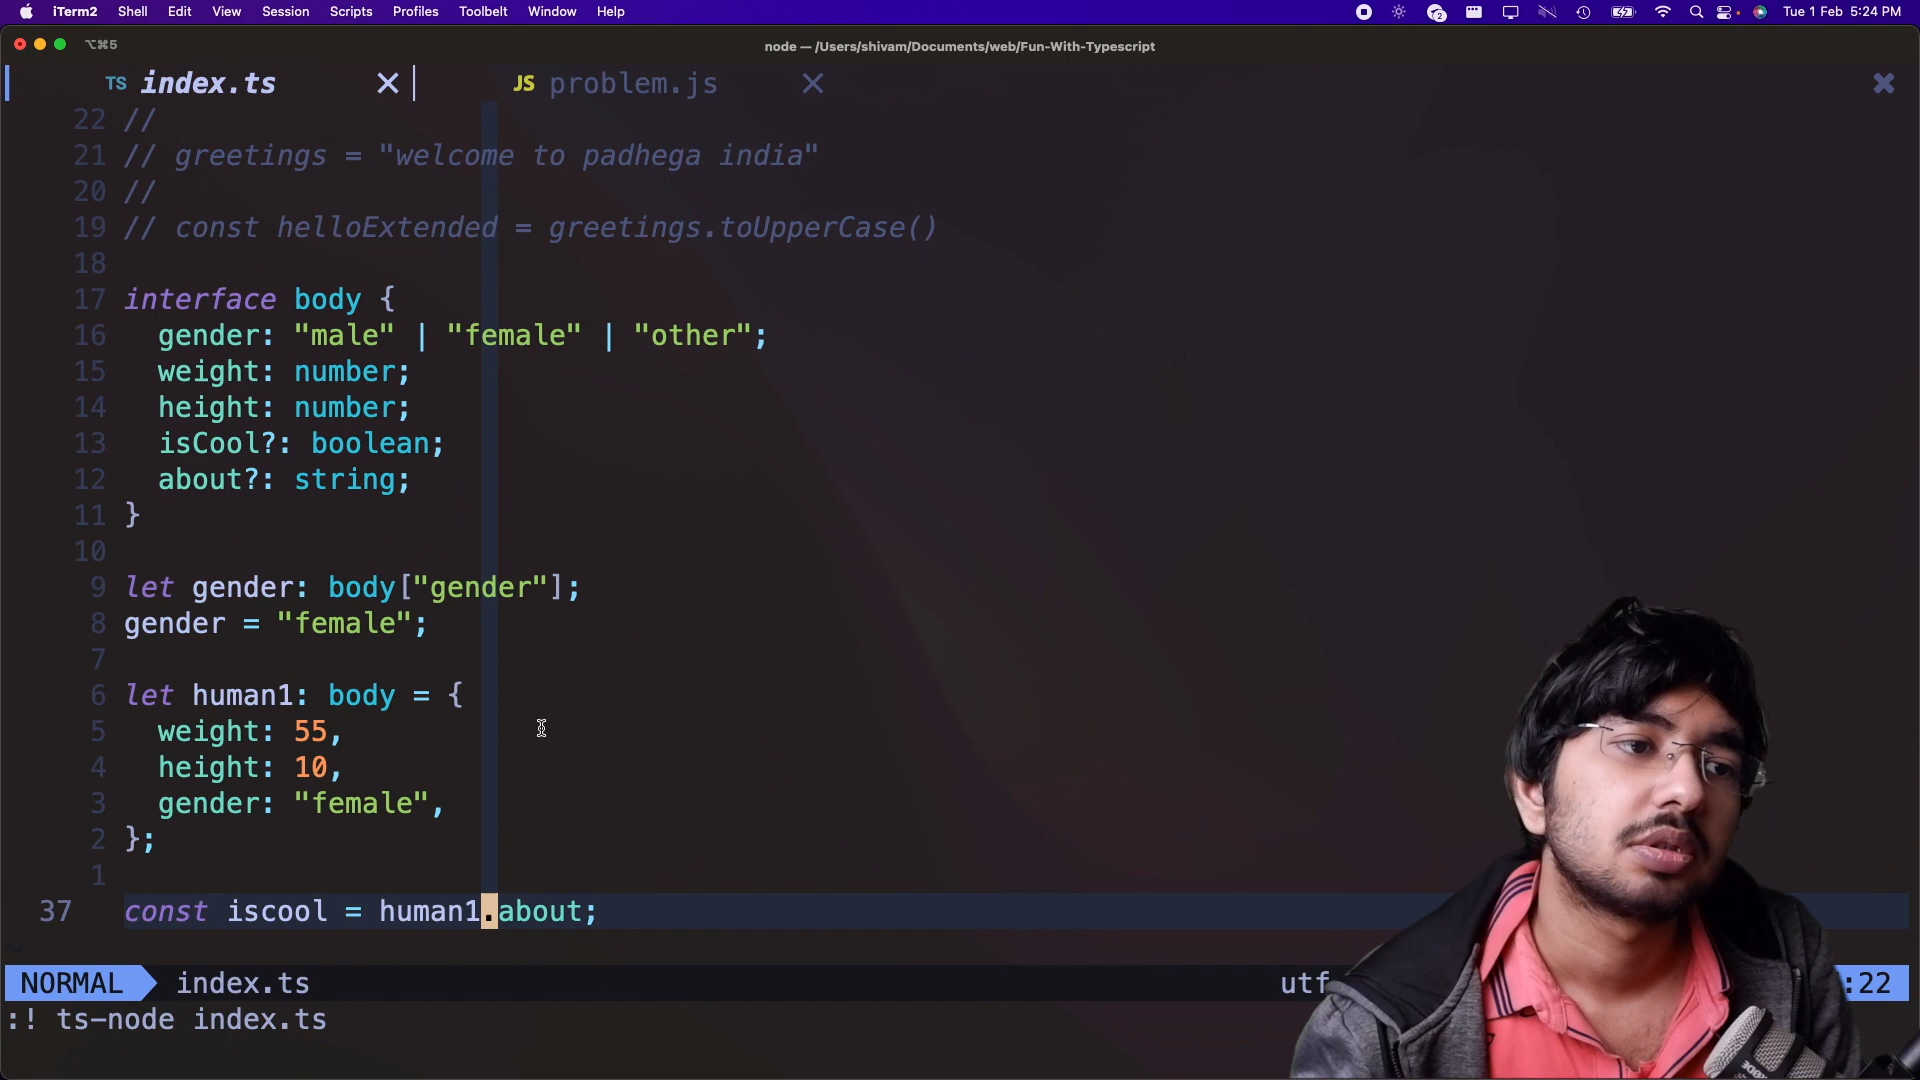 iTerm2 Shell Edit View Session Scripts Profiles Toolbelt Window Help 2 Tue 1 Feb 5:24 PM
⌥⌘5 node — /Users/shivam/Documents/web/Fun-With-Typescript
TS index.ts JS problem.js
22 //
21 // greetings = "welcome to padhega india"
20 //
19 // const helloExtended = greetings.toUpperCase()
18
17 interface body {
16 gender: "male" | "female" | "other";
15 weight: number;
14 height: number;
13 isCool?: boolean;
12 about?: string;
11 }
10
9 let gender: body["gender"];
8 gender = "female";
7
6 let human1: body = {
5 weight: 55,
4 height: 10,
3 gender: "female",
2 };
1
37 const iscool = human1.about;
~
NORMAL index.ts utf :22
:! ts-node index.ts